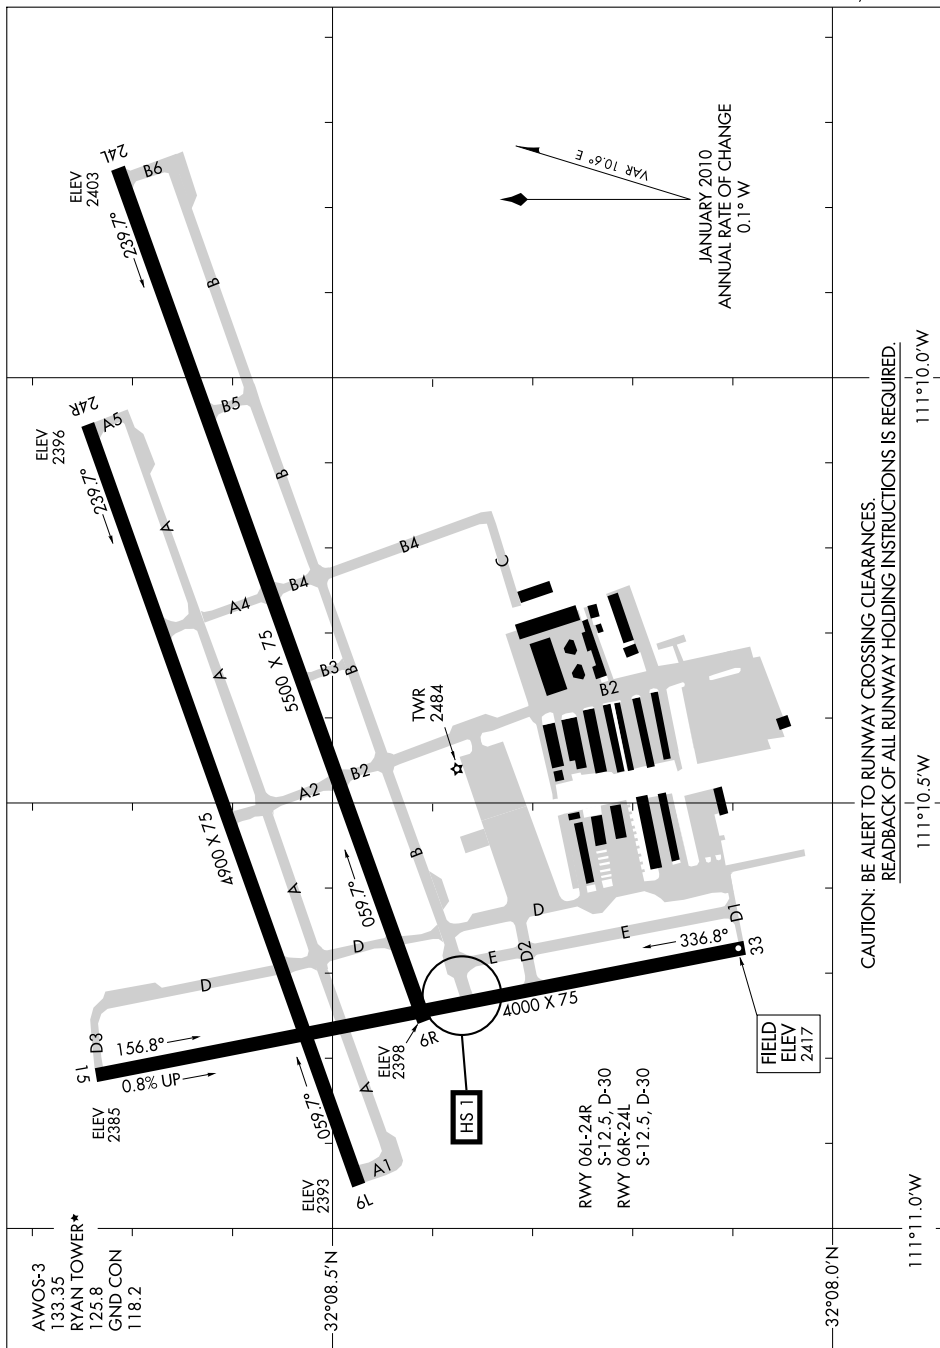 AWOS-3
133.35
RYAN TOWER★
125.8
GND CON
118.2
ELEV
2385
15
D3
156.8°
0.8% UP
D
ELEV
2396
24R
A5
239.7°
ELEV
2403
24L
B6
239.7°
A
A4
A
4900 X 75
A2
A
D
059.7°
A
ELEV
2393
6L
A1
B
B5
B
B4
B4
C
5500 X 75
B3
B
B2
059.7°
B
TWR
2484
B2
ELEV
2398
6R
HS 1
E
D2
D
E
D1
4000 X 75
336.8°
33
FIELD
ELEV
2417
RWY 06L-24R
S-12.5, D-30
RWY 06R-24L
S-12.5, D-30
VAR 10.6° E
JANUARY 2010
ANNUAL RATE OF CHANGE
0.1° W
32°08.5'N
32°08.0'N
CAUTION: BE ALERT TO RUNWAY CROSSING CLEARANCES.
READBACK OF ALL RUNWAY HOLDING INSTRUCTIONS IS REQUIRED.
111°11.0'W
111°10.5'W
111°10.0'W